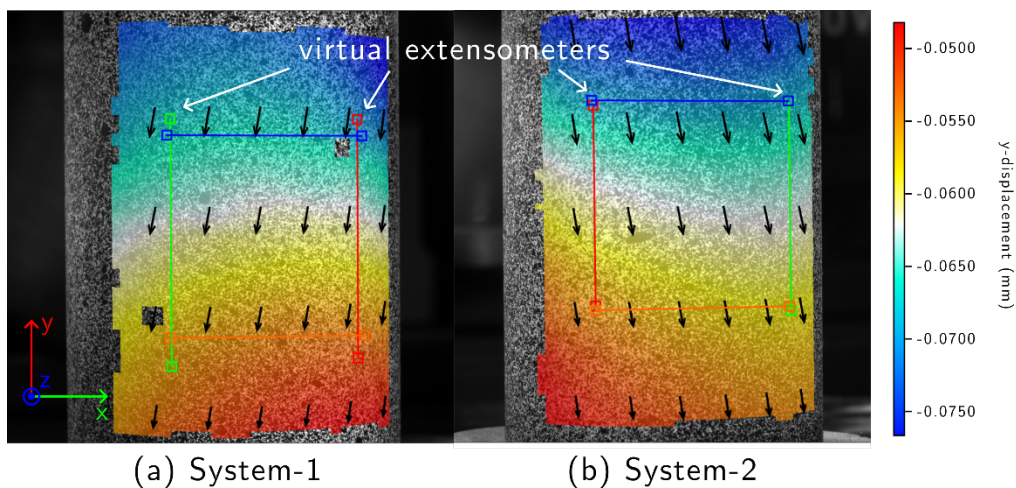 virtual extensometers
y
z
x
(a) System-1
(b) System-2
-0.0500
-0.0550
-0.0600
-0.0650
-0.0700
-0.0750
y-displacement (mm)